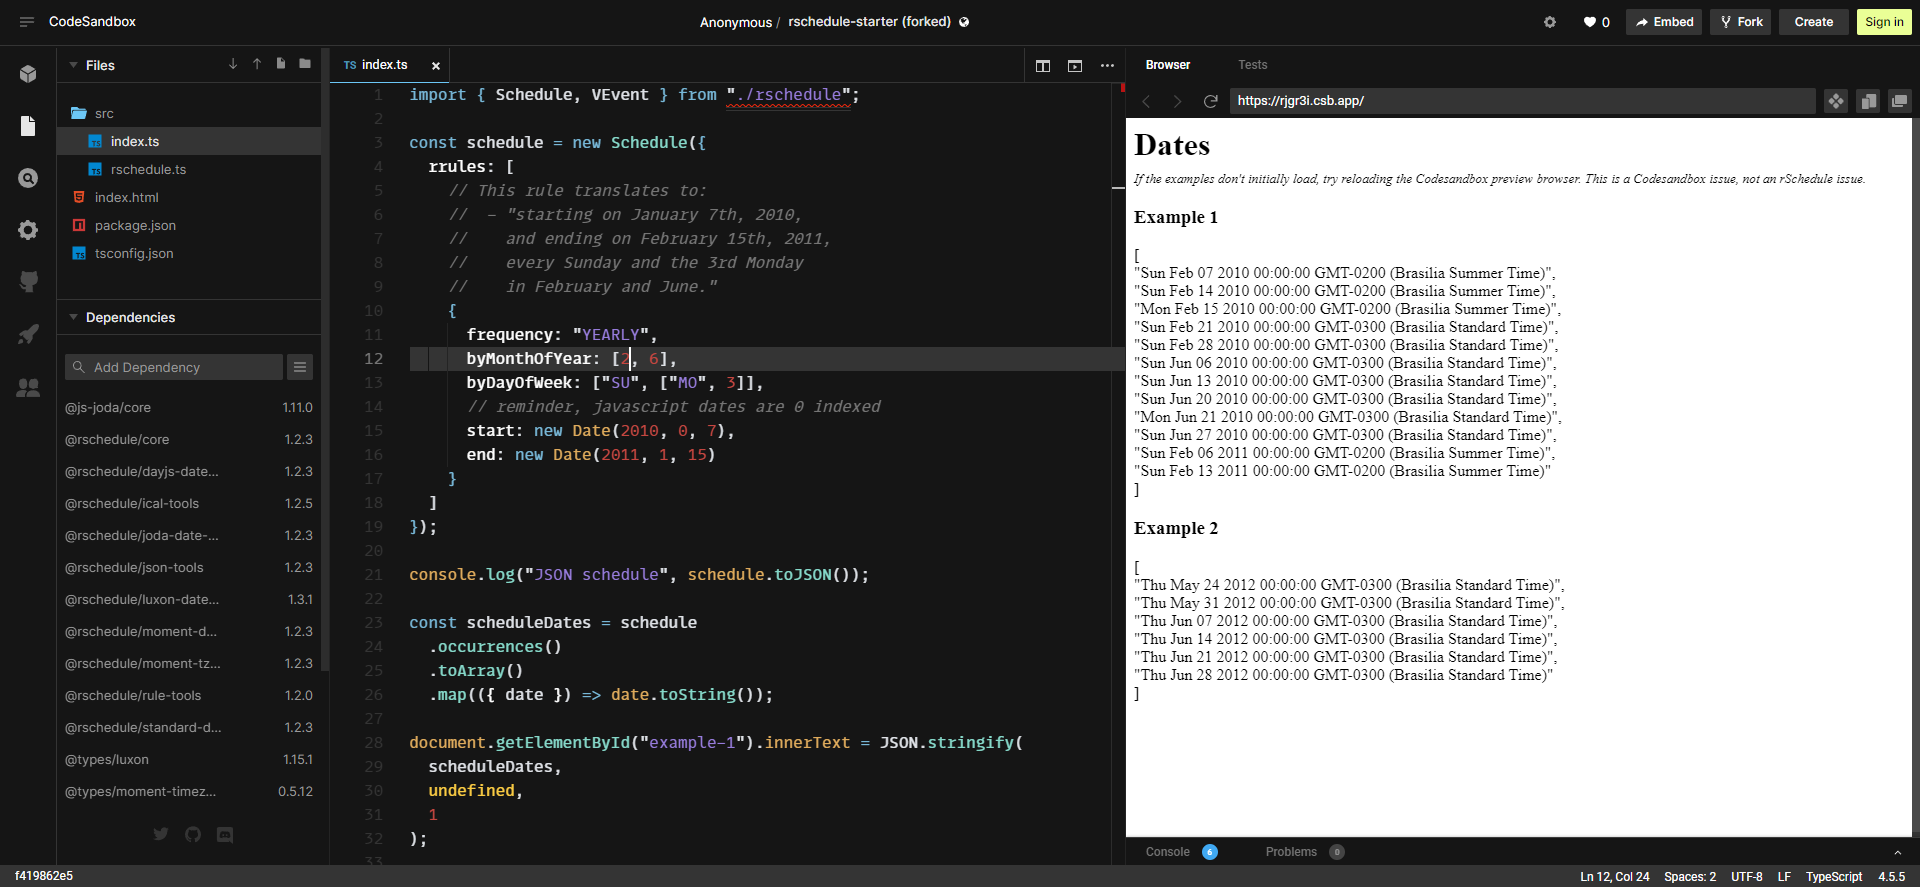 CodeSandbox
Anonymous / rschedule-starter (forked)
0
Embed
Fork
Create
Sign in
Files
src
index.ts
rschedule.ts
index.html
package.json
tsconfig.json
Dependencies
Add Dependency
@js-joda/core 1.11.0
@rschedule/core 1.2.3
@rschedule/dayjs-date... 1.2.3
@rschedule/ical-tools 1.2.5
@rschedule/joda-date-... 1.2.3
@rschedule/json-tools 1.2.3
@rschedule/luxon-date... 1.3.1
@rschedule/moment-d... 1.2.3
@rschedule/moment-tz... 1.2.3
@rschedule/rule-tools 1.2.0
@rschedule/standard-d... 1.2.3
@types/luxon 1.15.1
@types/moment-timez... 0.5.12
TS index.ts ×
1 import { Schedule, VEvent } from "./rschedule";
2
3 const schedule = new Schedule({
4 rrules: [
5 // This rule translates to:
6 //  - "starting on January 7th, 2010,
7 //    and ending on February 15th, 2011,
8 //    every Sunday and the 3rd Monday
9 //    in February and June."
10 {
11 frequency: "YEARLY",
12 byMonthOfYear: [2, 6],
13 byDayOfWeek: ["SU", ["MO", 3]],
14 // reminder, javascript dates are 0 indexed
15 start: new Date(2010, 0, 7),
16 end: new Date(2011, 1, 15)
17 }
18 ]
19 });
20
21 console.log("JSON schedule", schedule.toJSON());
22
23 const scheduleDates = schedule
24 .occurrences()
25 .toArray()
26 .map(({ date }) => date.toString());
27
28 document.getElementById("example-1").innerText = JSON.stringify(
29 scheduleDates,
30 undefined,
31 1
32 );
33
Browser
Tests
https://rjgr3i.csb.app/
Dates
If the examples don't initially load, try reloading the Codesandbox preview browser. This is a Codesandbox issue, not an rSchedule issue.
Example 1
[
"Sun Feb 07 2010 00:00:00 GMT-0200 (Brasilia Summer Time)",
"Sun Feb 14 2010 00:00:00 GMT-0200 (Brasilia Summer Time)",
"Mon Feb 15 2010 00:00:00 GMT-0200 (Brasilia Summer Time)",
"Sun Feb 21 2010 00:00:00 GMT-0300 (Brasilia Standard Time)",
"Sun Feb 28 2010 00:00:00 GMT-0300 (Brasilia Standard Time)",
"Sun Jun 06 2010 00:00:00 GMT-0300 (Brasilia Standard Time)",
"Sun Jun 13 2010 00:00:00 GMT-0300 (Brasilia Standard Time)",
"Sun Jun 20 2010 00:00:00 GMT-0300 (Brasilia Standard Time)",
"Mon Jun 21 2010 00:00:00 GMT-0300 (Brasilia Standard Time)",
"Sun Jun 27 2010 00:00:00 GMT-0300 (Brasilia Standard Time)",
"Sun Feb 06 2011 00:00:00 GMT-0200 (Brasilia Summer Time)",
"Sun Feb 13 2011 00:00:00 GMT-0200 (Brasilia Summer Time)"
]
Example 2
[
"Thu May 24 2012 00:00:00 GMT-0300 (Brasilia Standard Time)",
"Thu May 31 2012 00:00:00 GMT-0300 (Brasilia Standard Time)",
"Thu Jun 07 2012 00:00:00 GMT-0300 (Brasilia Standard Time)",
"Thu Jun 14 2012 00:00:00 GMT-0300 (Brasilia Standard Time)",
"Thu Jun 21 2012 00:00:00 GMT-0300 (Brasilia Standard Time)",
"Thu Jun 28 2012 00:00:00 GMT-0300 (Brasilia Standard Time)"
]
Console 6
Problems 0
f419862e5
Ln 12, Col 24 Spaces: 2 UTF-8 LF TypeScript 4.5.5